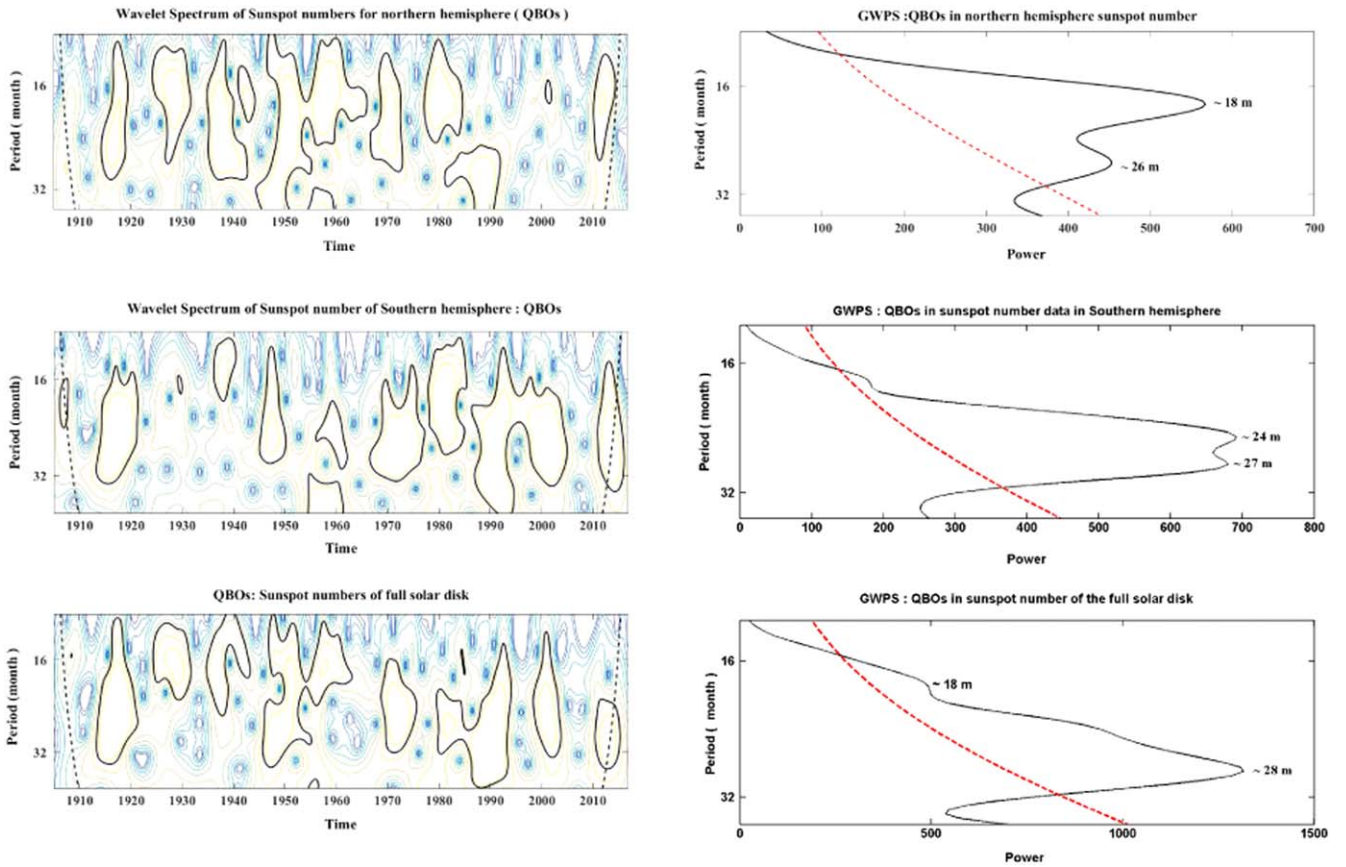 Wavelet Spectrum of Sunspot numbers for northern hemisphere ( QBOs )
Period ( month )
16
32
1910 1920 1930 1940 1950 1960 1970 1980 1990 2000 2010
Time
GWPS :QBOs in northern hemisphere sunspot number
Period ( month )
16
32
~ 18 m
~ 26 m
0 100 200 300 400 500 600 700
Power
Wavelet Spectrum of Sunspot number of Southern hemisphere : QBOs
Period (month)
16
32
1910 1920 1930 1940 1950 1960 1970 1980 1990 2000 2010
Time
GWPS : QBOs in sunspot number data in Southern hemisphere
Period ( month )
16
32
~ 24 m
~ 27 m
0 100 200 300 400 500 600 700 800
Power
QBOs: Sunspot numbers of full solar disk
Period (month)
16
32
1910 1920 1930 1940 1950 1960 1970 1980 1990 2000 2010
Time
GWPS : QBOs in sunspot number of the full solar disk
Period ( month )
16
32
~ 18 m
~ 28 m
0 500 1000 1500
Power